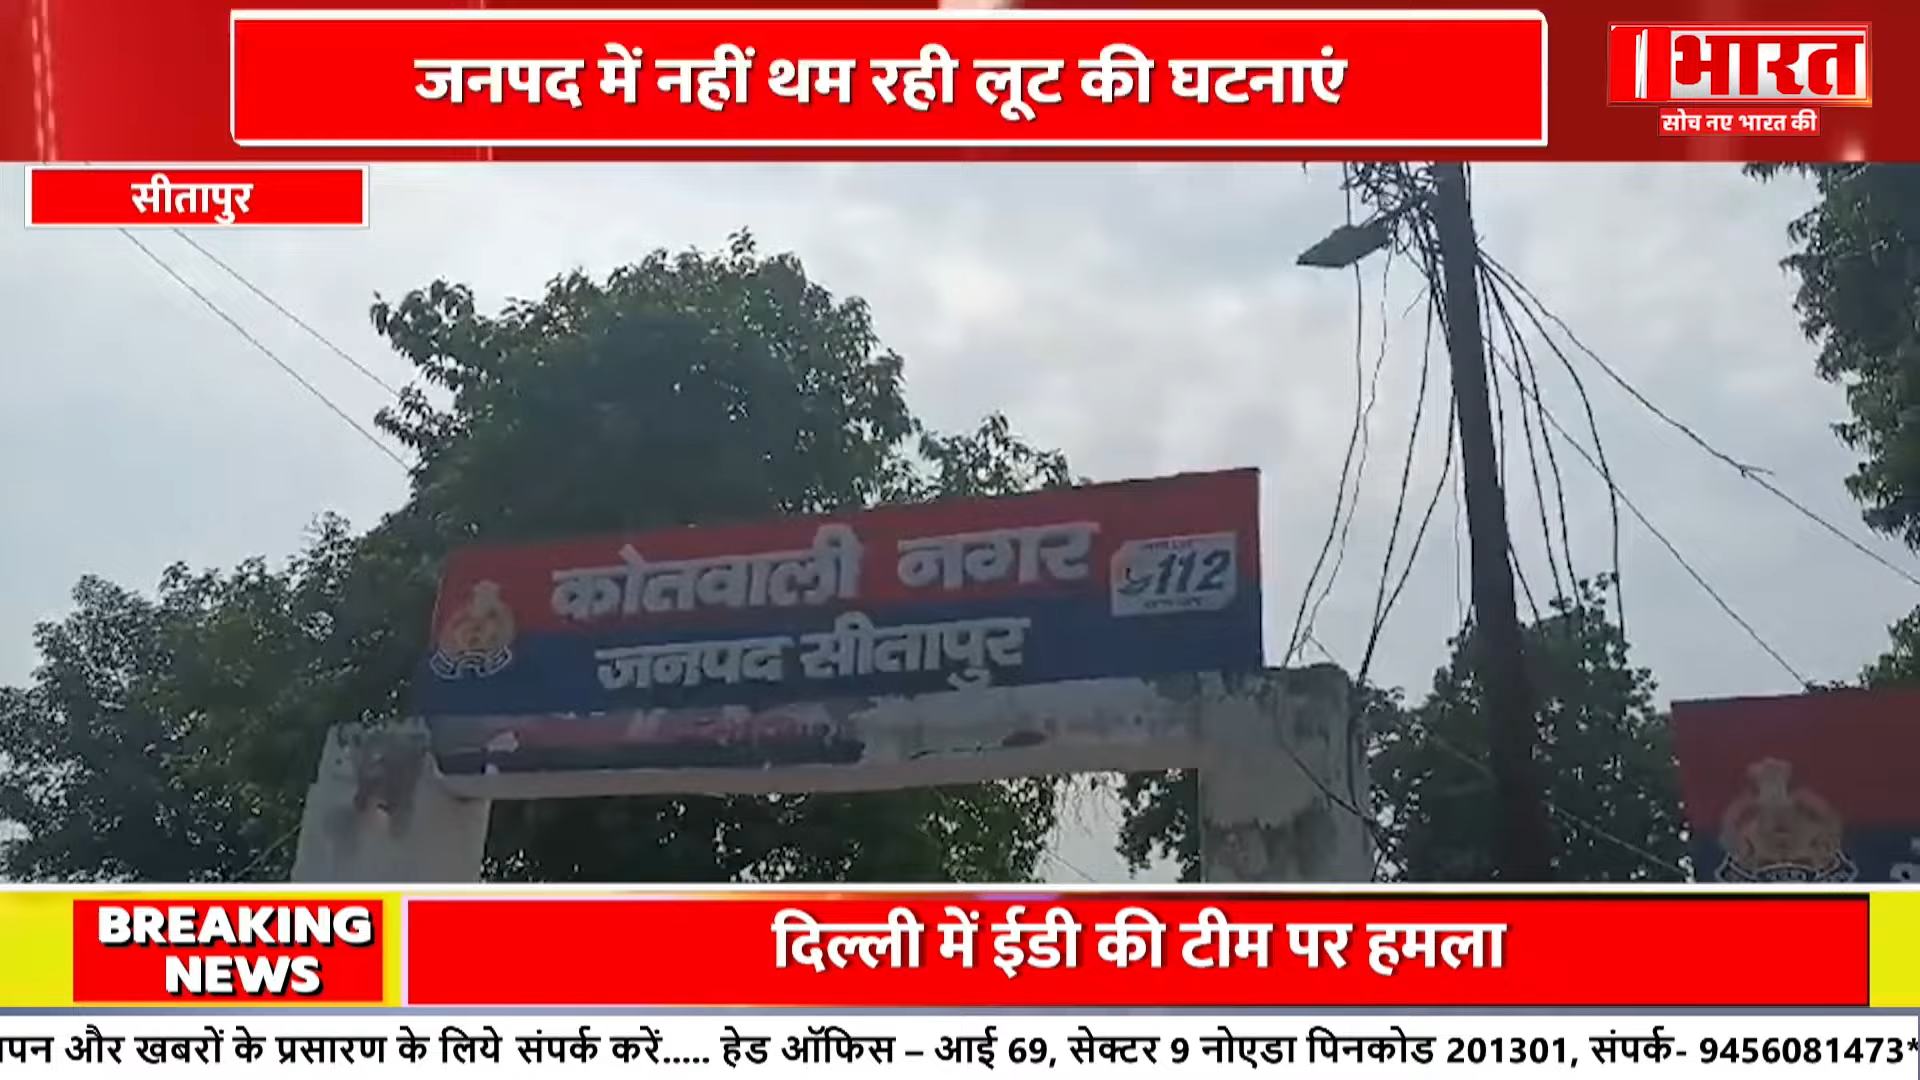 जनपद में नहीं थम रही लूट की घटनाएं
भारत
सोच नए भारत की
सीतापुर
कोतवाली नगर
112
जनपद सीतापुर
BREAKING
NEWS
दिल्ली में ईडी की टीम पर हमला
और खबरों के प्रसारण के लिये संपर्क करें..... हेड ऑफिस – आई 69, सेक्टर 9 नोएडा पिनकोड 201301, संपर्क- 9456081473*